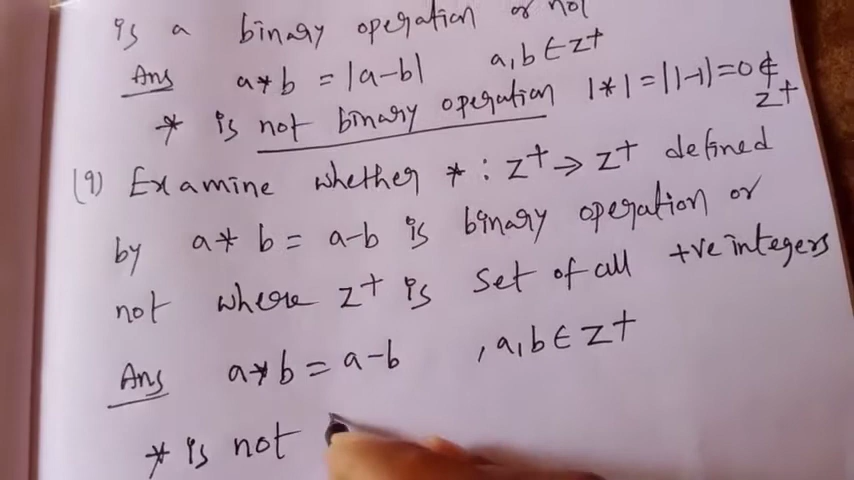 is a binary operation or not
Ans a*b = |a-b| a,b ∈ Z+
* is not binary operation 1*1 = |1-1| = 0 ∉ Z+
(9) Examine whether * : Z+ → Z+ defined
by a* b = a-b is binary operation or
not where Z+ is set of all +ve integers
Ans a*b = a-b , a,b ∈ Z+
* is not